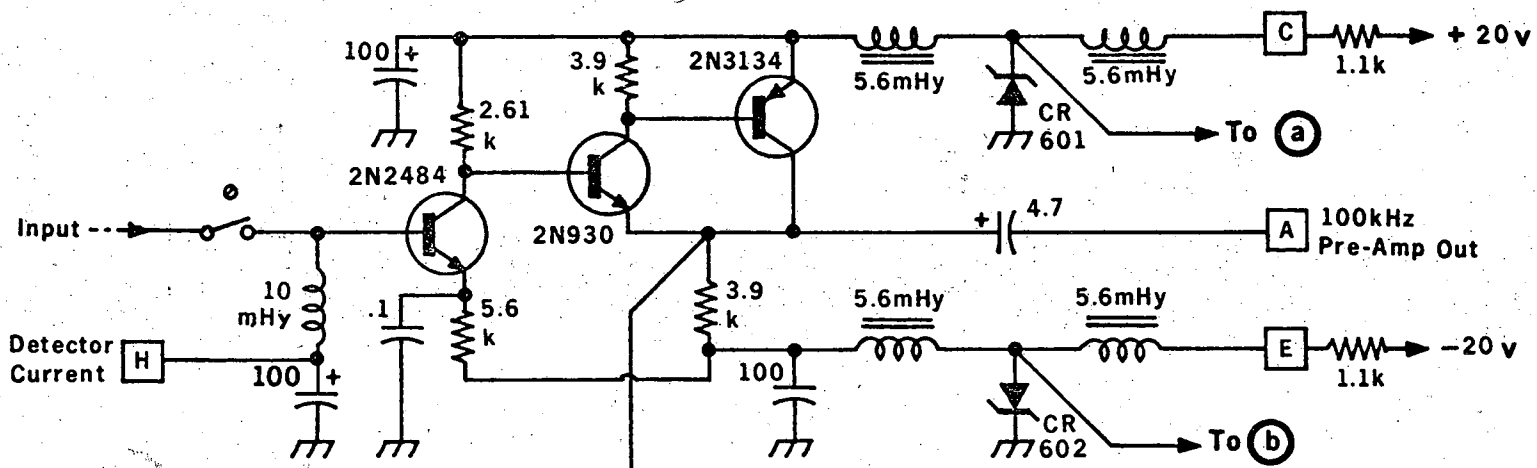 100 +
3.9
k
2N3134
5.6mHy
5.6mHy
C
1.1k
+ 20v
2.61
k
CR
601
To a
2N2484
Input
2N930
+ 4.7
A
100kHz
Pre-Amp Out
10
mHy
.1
5.6
k
3.9
k
5.6mHy
5.6mHy
Detector
Current
H
100 +
100
E
1.1k
-20v
CR
602
To b